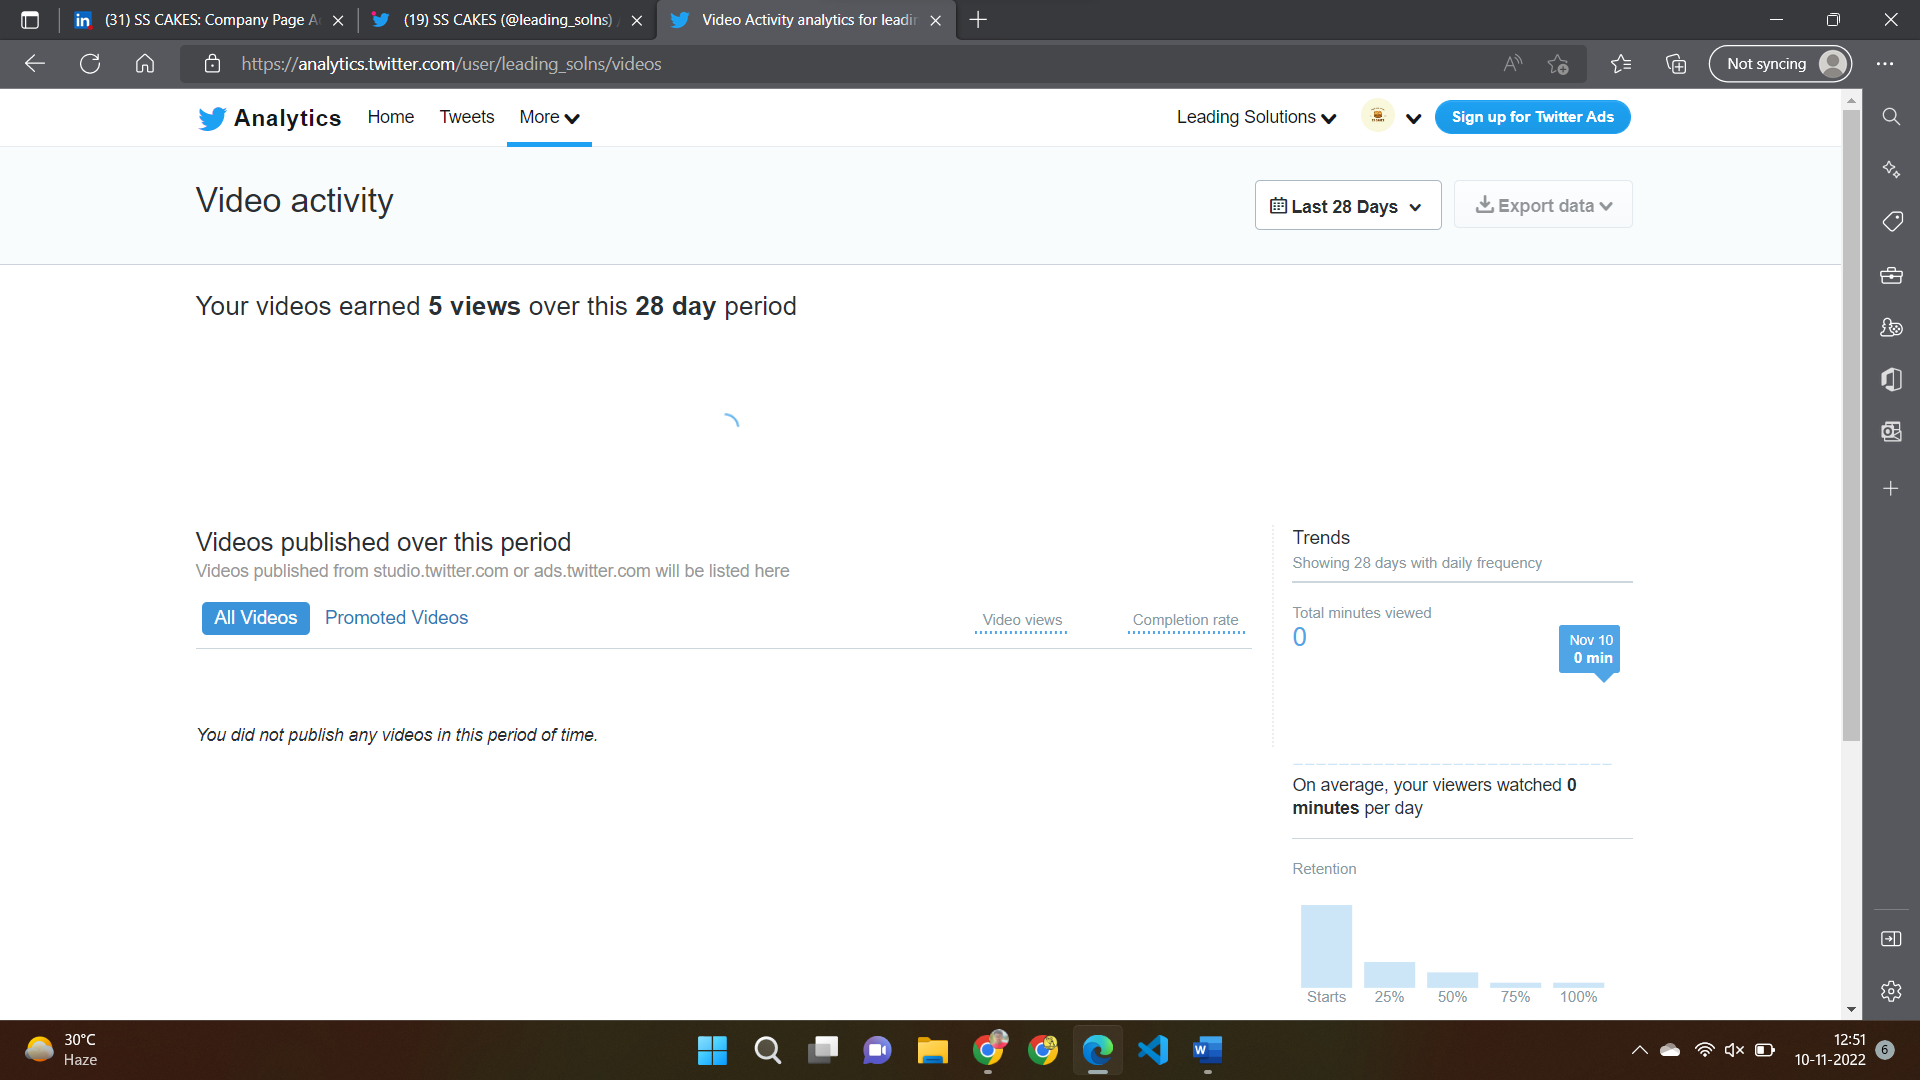 (31) SS CAKES: Company Page A
(19) SS CAKES (@leading_solns)
Video Activity analytics for leadi
https://analytics.twitter.com/user/leading_solns/videos
Not syncing
Analytics
Home
Tweets
More
Leading Solutions
Sign up for Twitter Ads
Video activity
Last 28 Days
Export data
Your videos earned 5 views over this 28 day period
Videos published over this period
Videos published from studio.twitter.com or ads.twitter.com will be listed here
All Videos
Promoted Videos
Video views
Completion rate
You did not publish any videos in this period of time.
Trends
Showing 28 days with daily frequency
Total minutes viewed
0
Nov 10
0 min
On average, your viewers watched 0
minutes per day
Retention
Starts
25%
50%
75%
100%
30°C
Haze
12:51
10-11-2022
6